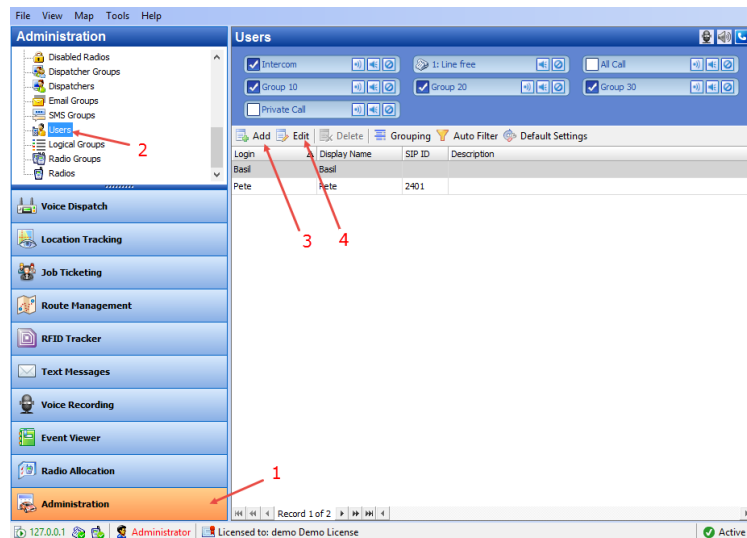 File View Map Tools Help
Administration
Users
Disabled Radios
Dispatcher Groups
Dispatchers
Email Groups
SMS Groups
Users
Logical Groups
Radio Groups
Radios
2
Intercom
1: Line free
All Call
Group 10
Group 20
Group 30
Private Call
Add Edit Delete Grouping Auto Filter Default Settings
Login Display Name SIP ID Description
Basil Basil
Pete Pete 2401
3 4
Voice Dispatch
Location Tracking
Job Ticketing
Route Management
RFID Tracker
Text Messages
Voice Recording
Event Viewer
Radio Allocation
Administration
1
Record 1 of 2
127.0.0.1 Administrator Licensed to: demo Demo License Active